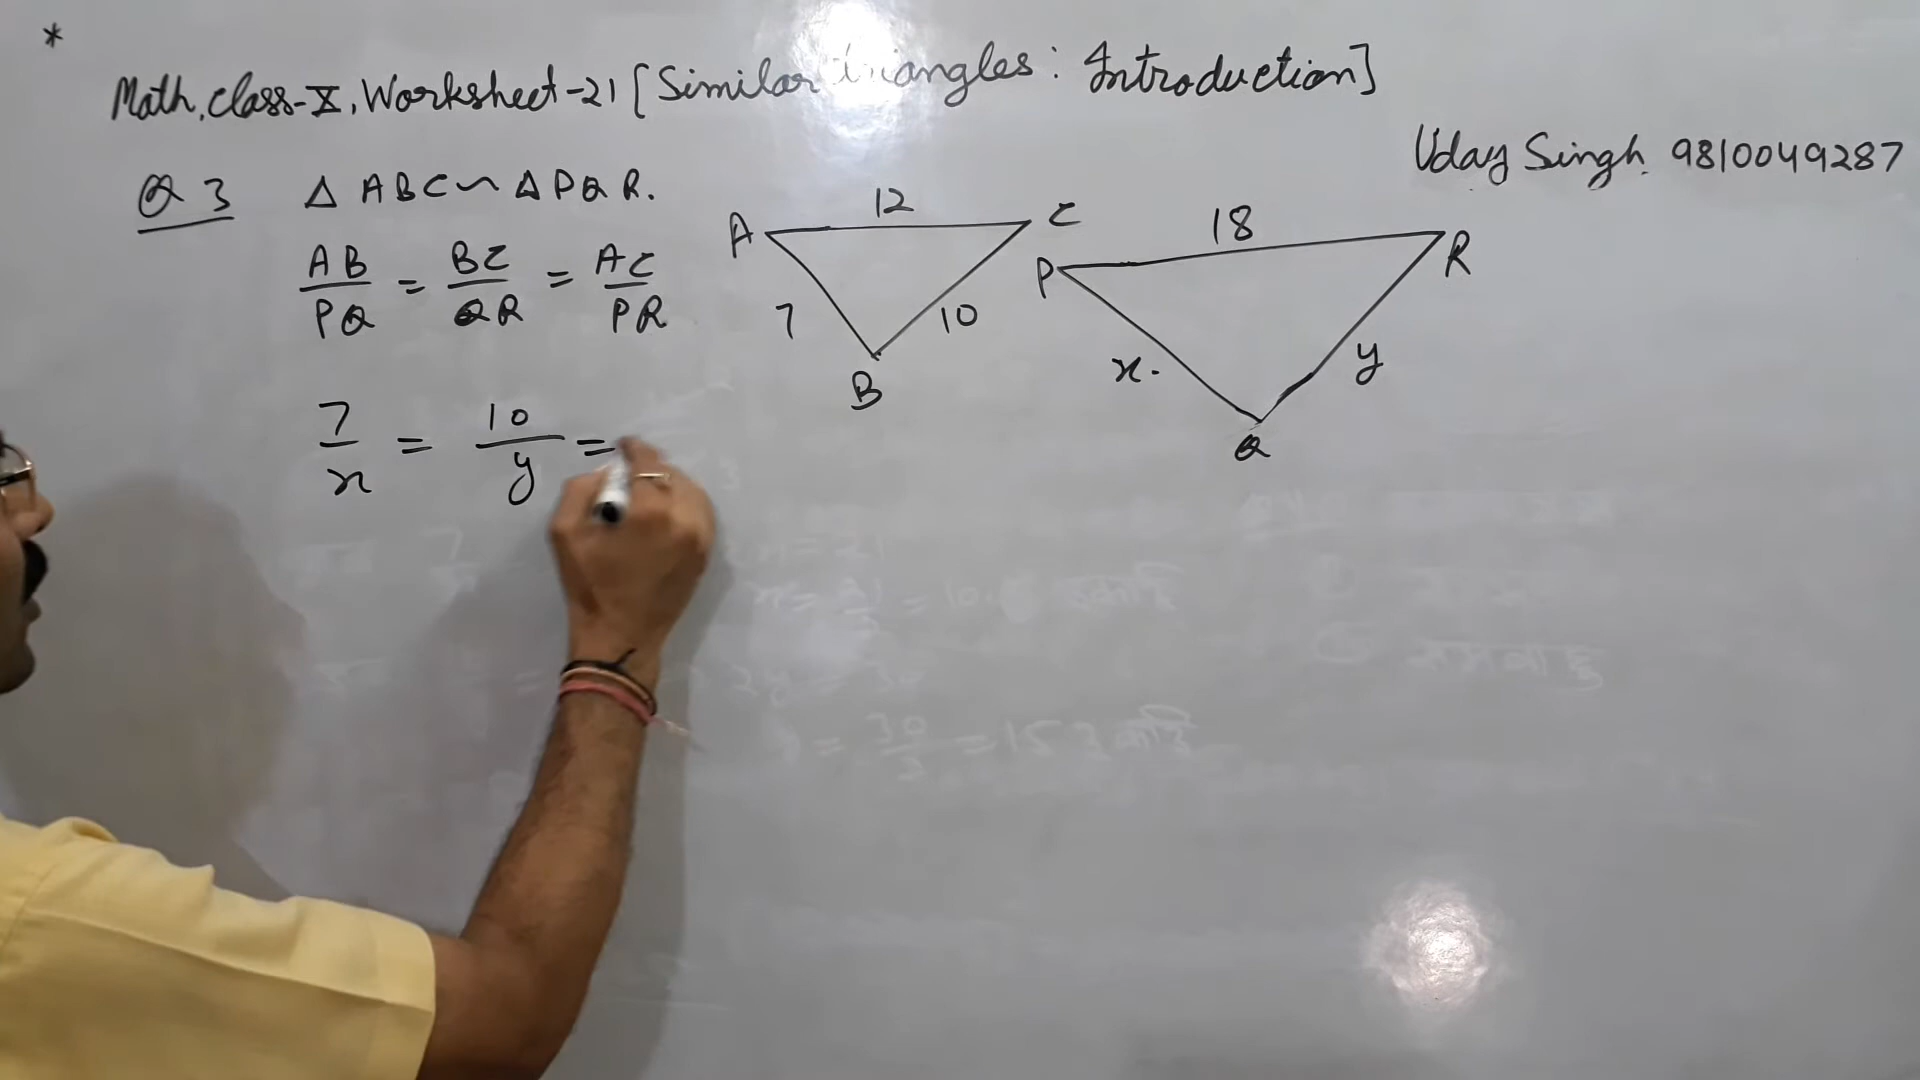 *
Math, Class-X, Worksheet-21 [Similar triangles: Introduction]
Uday Singh. 9810049287
Q 3 Δ ABC ~ Δ PQR.
AB/PQ = BC/QR = AC/PR
7/x = 10/y =
A 12 C
7 10
B
P 18 R
x. y
Q